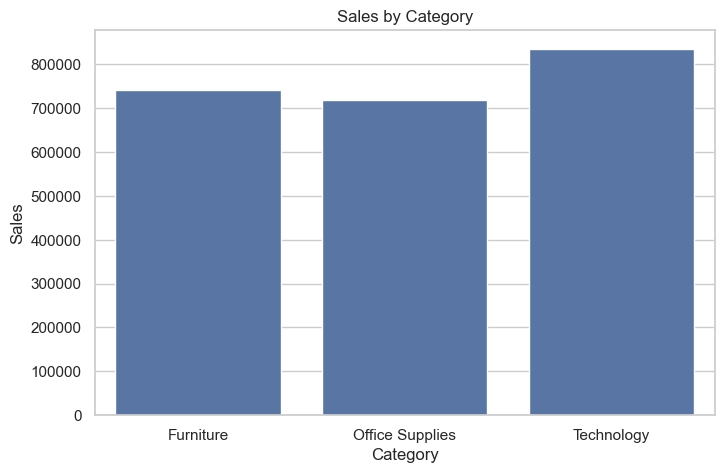 Sales by Category
800000
700000
600000
500000
400000
300000
200000
100000
0
Sales
Furniture
Office Supplies
Technology
Category